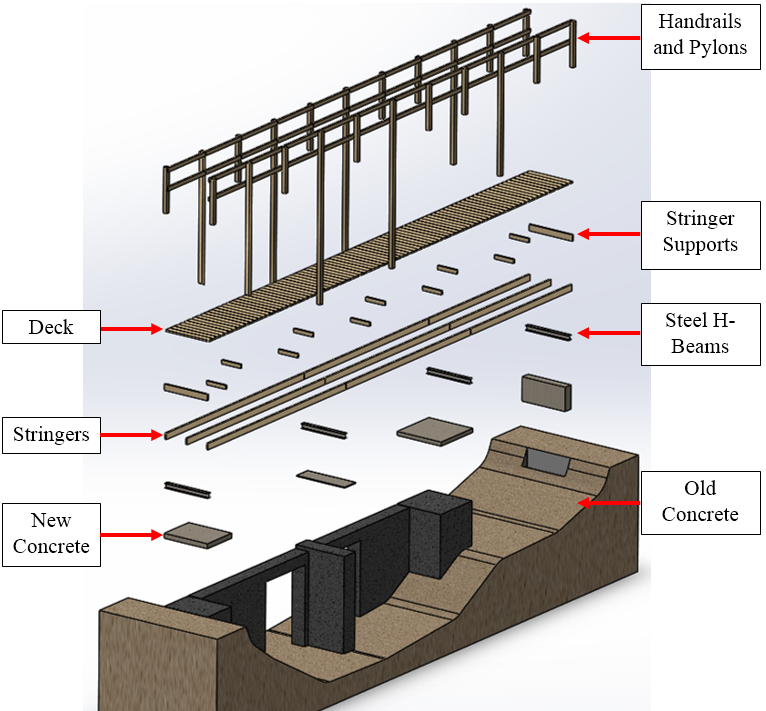 Handrails
and Pylons
Stringer
Supports
Deck
Steel H-
Beams
Stringers
Old
Concrete
New
Concrete